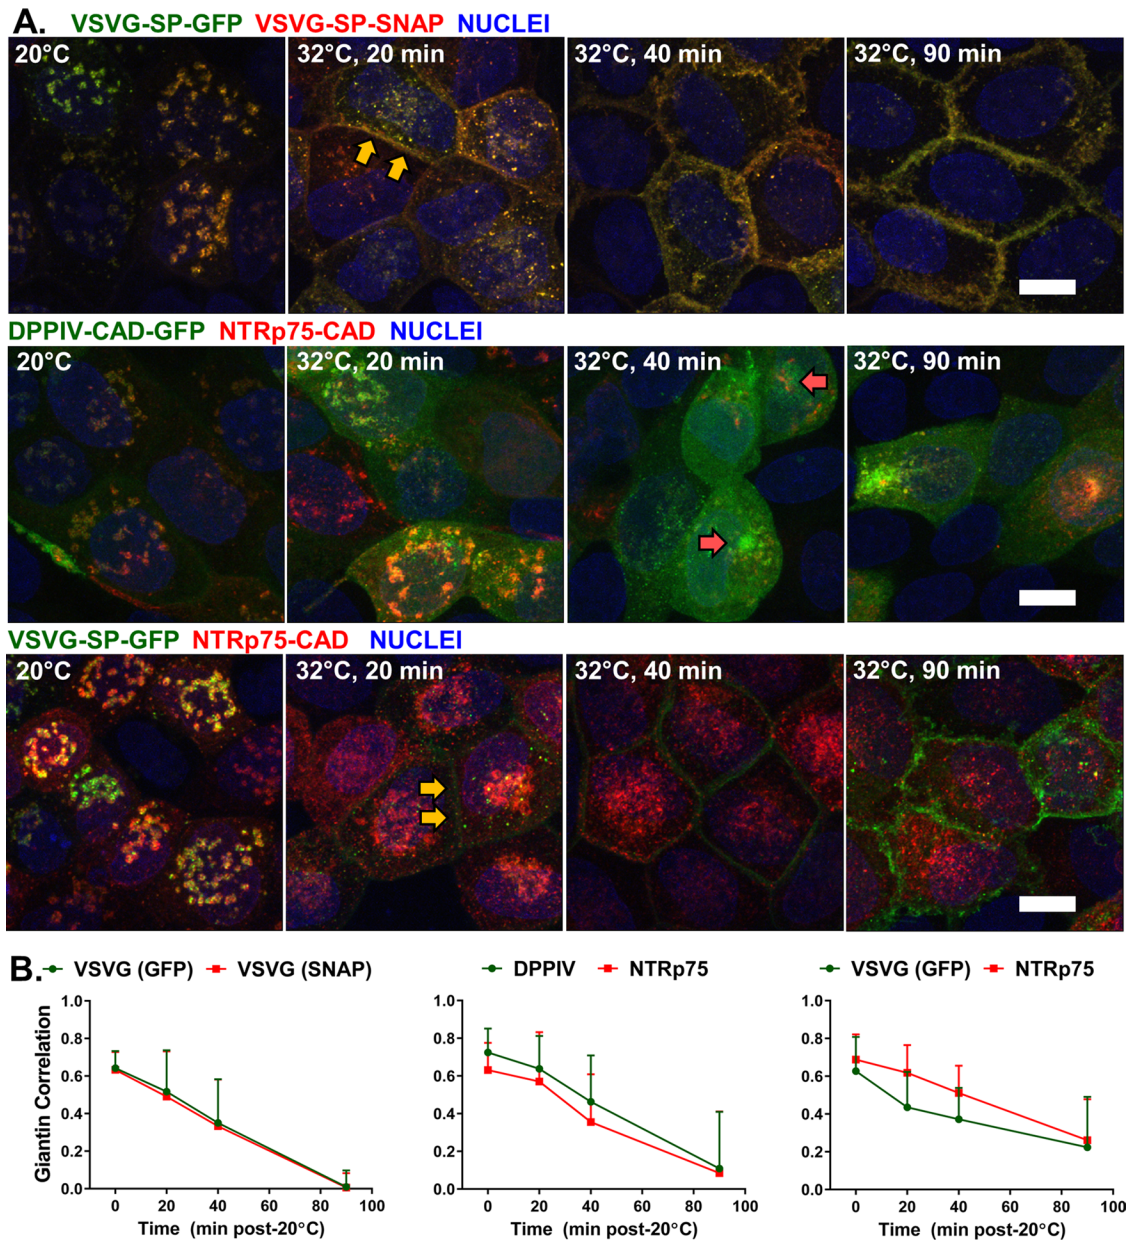 A. VSVG-SP-GFP VSVG-SP-SNAP NUCLEI
20°C 32°C, 20 min 32°C, 40 min 32°C, 90 min
DPPIV-CAD-GFP NTRp75-CAD NUCLEI
20°C 32°C, 20 min 32°C, 40 min 32°C, 90 min
VSVG-SP-GFP NTRp75-CAD NUCLEI
20°C 32°C, 20 min 32°C, 40 min 32°C, 90 min
B. VSVG (GFP) VSVG (SNAP) DPPIV NTRp75 VSVG (GFP) NTRp75
1.0 1.0 1.0
0.8 0.8 0.8
0.6 0.6 0.6
0.4 0.4 0.4
0.2 0.2 0.2
0.0 0.0 0.0
Giantin Correlation
0 20 40 60 80 100 0 20 40 60 80 100 0 20 40 60 80 100
Time (min post-20°C) Time (min post-20°C) Time (min post-20°C)